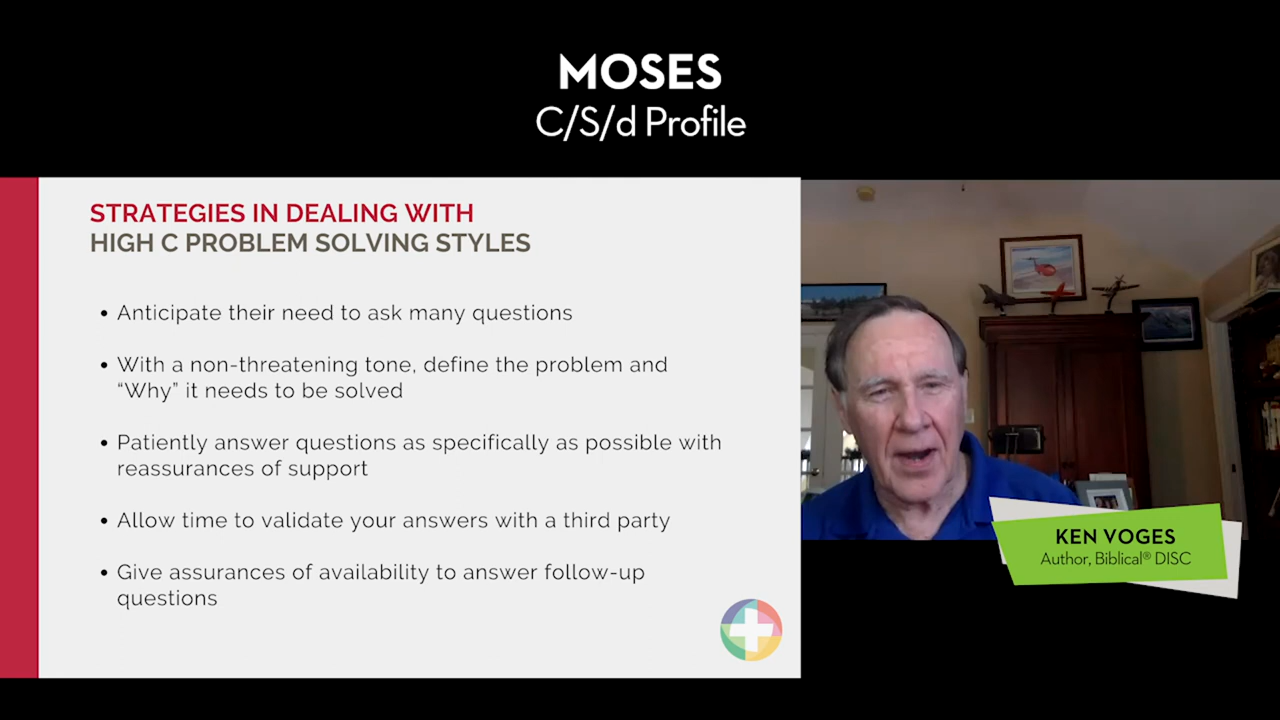 MOSES
C/S/d Profile
STRATEGIES IN DEALING WITH
HIGH C PROBLEM SOLVING STYLES
• Anticipate their need to ask many questions
• With a non-threatening tone, define the problem and
“Why” it needs to be solved
• Patiently answer questions as specifically as possible with
reassurances of support
• Allow time to validate your answers with a third party
• Give assurances of availability to answer follow-up
questions
KEN VOGES
Author, Biblical® DISC